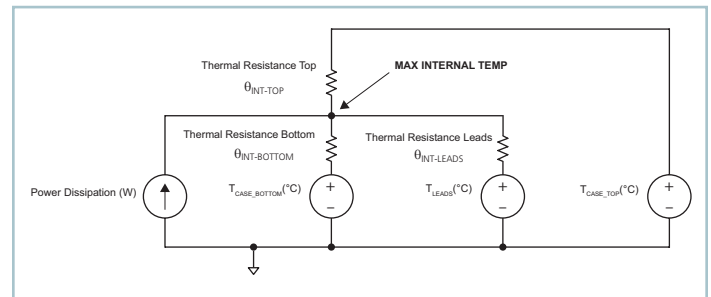 Thermal Resistance Top
θINT-TOP
MAX INTERNAL TEMP
Thermal Resistance Bottom
θINT-BOTTOM
Thermal Resistance Leads
θINT-LEADS
Power Dissipation (W)
TCASE_BOTTOM(°C)
+
–
TLEADS(°C)
+
–
TCASE_TOP(°C)
+
–